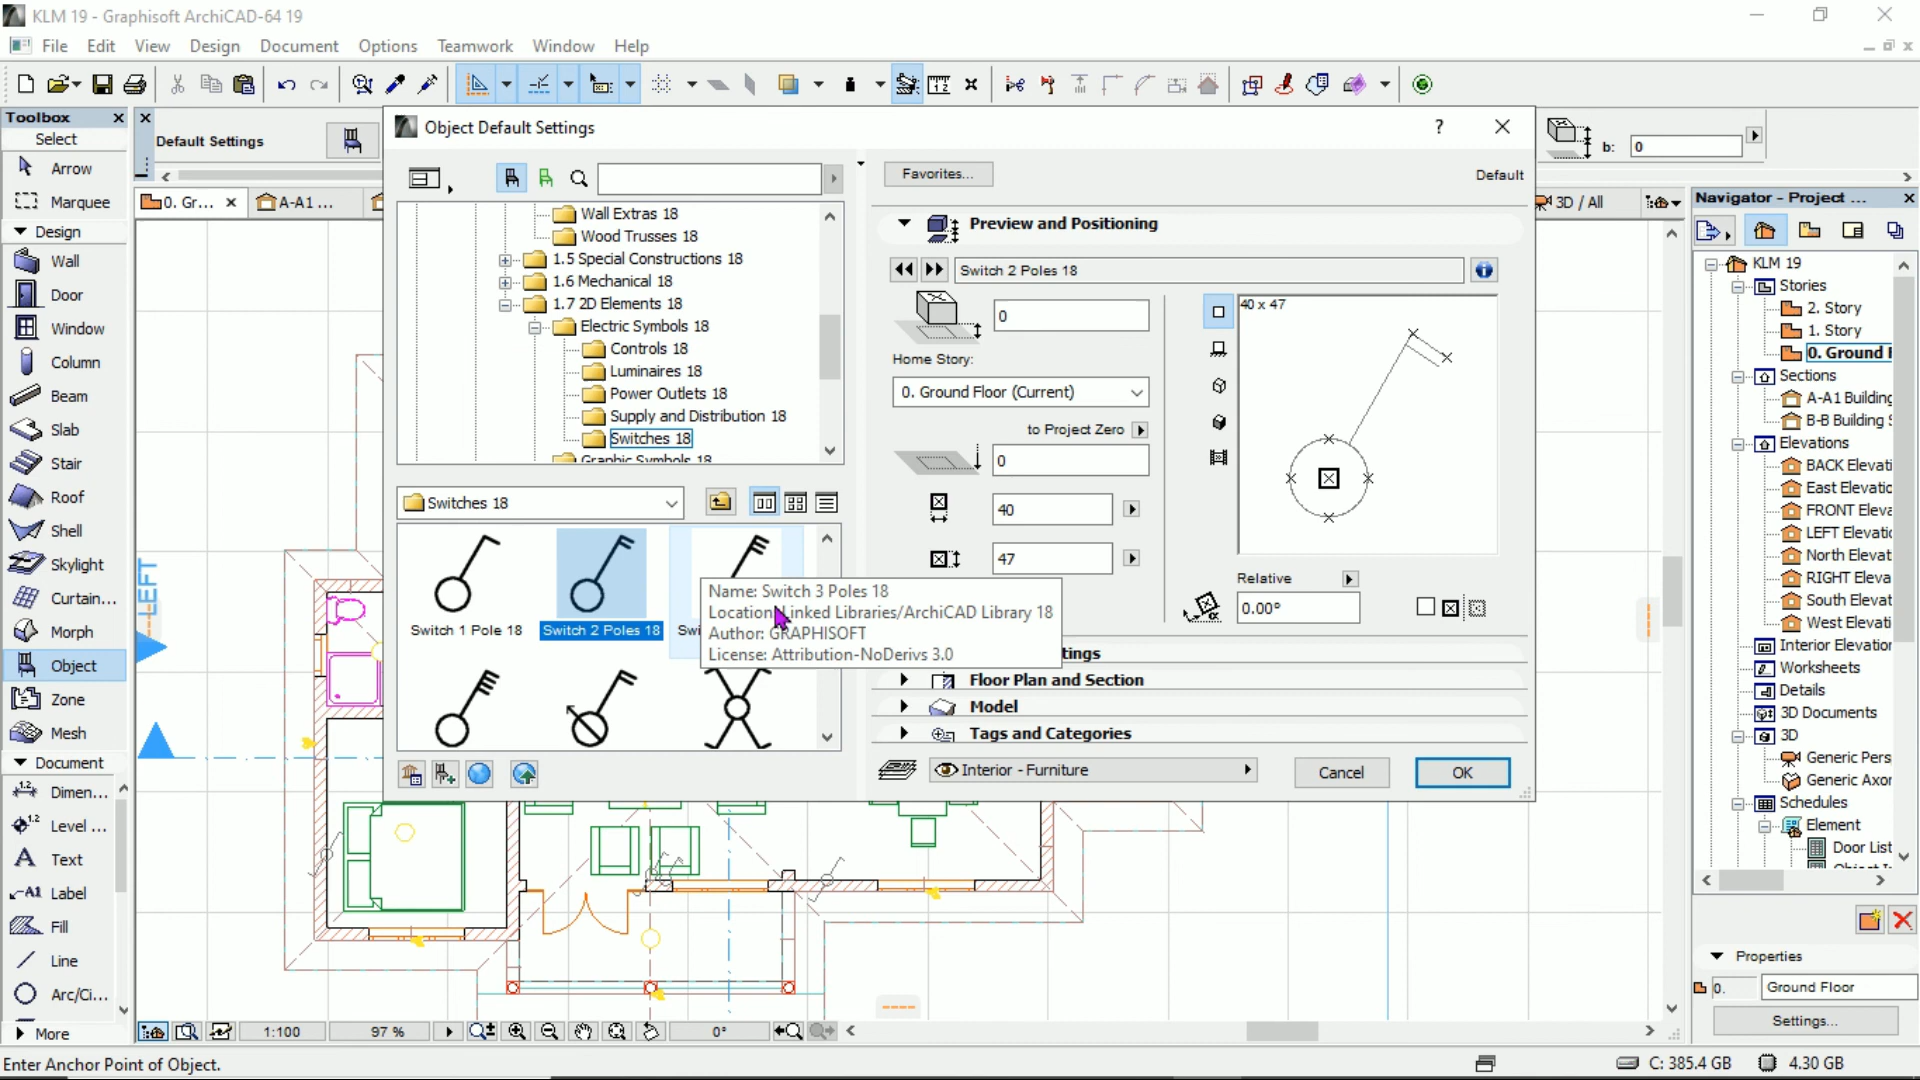 KLM 19 - Graphisoft ArchiCAD-64 19
File Edit View Design Document Options Teamwork Window Help
Toolbox
Select
Arrow
Marquee
Design
Wall
Door
Window
Column
Beam
Slab
Stair
Roof
Shell
Skylight
Curtain...
Morph
Object
Zone
Mesh
Document
Dimen...
Level ...
Text
Label
Fill
Line
Arc/Ci...
More
Default Settings
0. Gr...
A-A1 ...
3D / All
b: 0
LEFT
Object Default Settings
?
Wall Extras 18
Wood Trusses 18
1.5 Special Constructions 18
1.6 Mechanical 18
1.7 2D Elements 18
Electric Symbols 18
Controls 18
Luminaires 18
Power Outlets 18
Supply and Distribution 18
Switches 18
Graphic Symbols 18
Switches 18
Switch 1 Pole 18
Switch 2 Poles 18
Name: Switch 3 Poles 18
Location: Linked Libraries/ArchiCAD Library 18
Author: GRAPHISOFT
License: Attribution-NoDerivs 3.0
Favorites...
Default
Preview and Positioning
Switch 2 Poles 18
0
Home Story:
0. Ground Floor (Current)
to Project Zero
0
40
47
40 x 47
Relative
0.00°
tings
Floor Plan and Section
Model
Tags and Categories
Interior - Furniture
Cancel
OK
Navigator - Project ...
KLM 19
Stories
2. Story
1. Story
0. Ground F
Sections
A-A1 Building
B-B Building S
Elevations
BACK Elevati
East Elevatio
FRONT Eleva
LEFT Elevatio
North Elevat
RIGHT Eleva
South Elevat
West Elevati
Interior Elevation
Worksheets
Details
3D Documents
3D
Generic Pers
Generic Axon
Schedules
Element
Door List
Properties
0. Ground Floor
Settings...
1:100
97 %
0°
Enter Anchor Point of Object.
C: 385.4 GB
4.30 GB